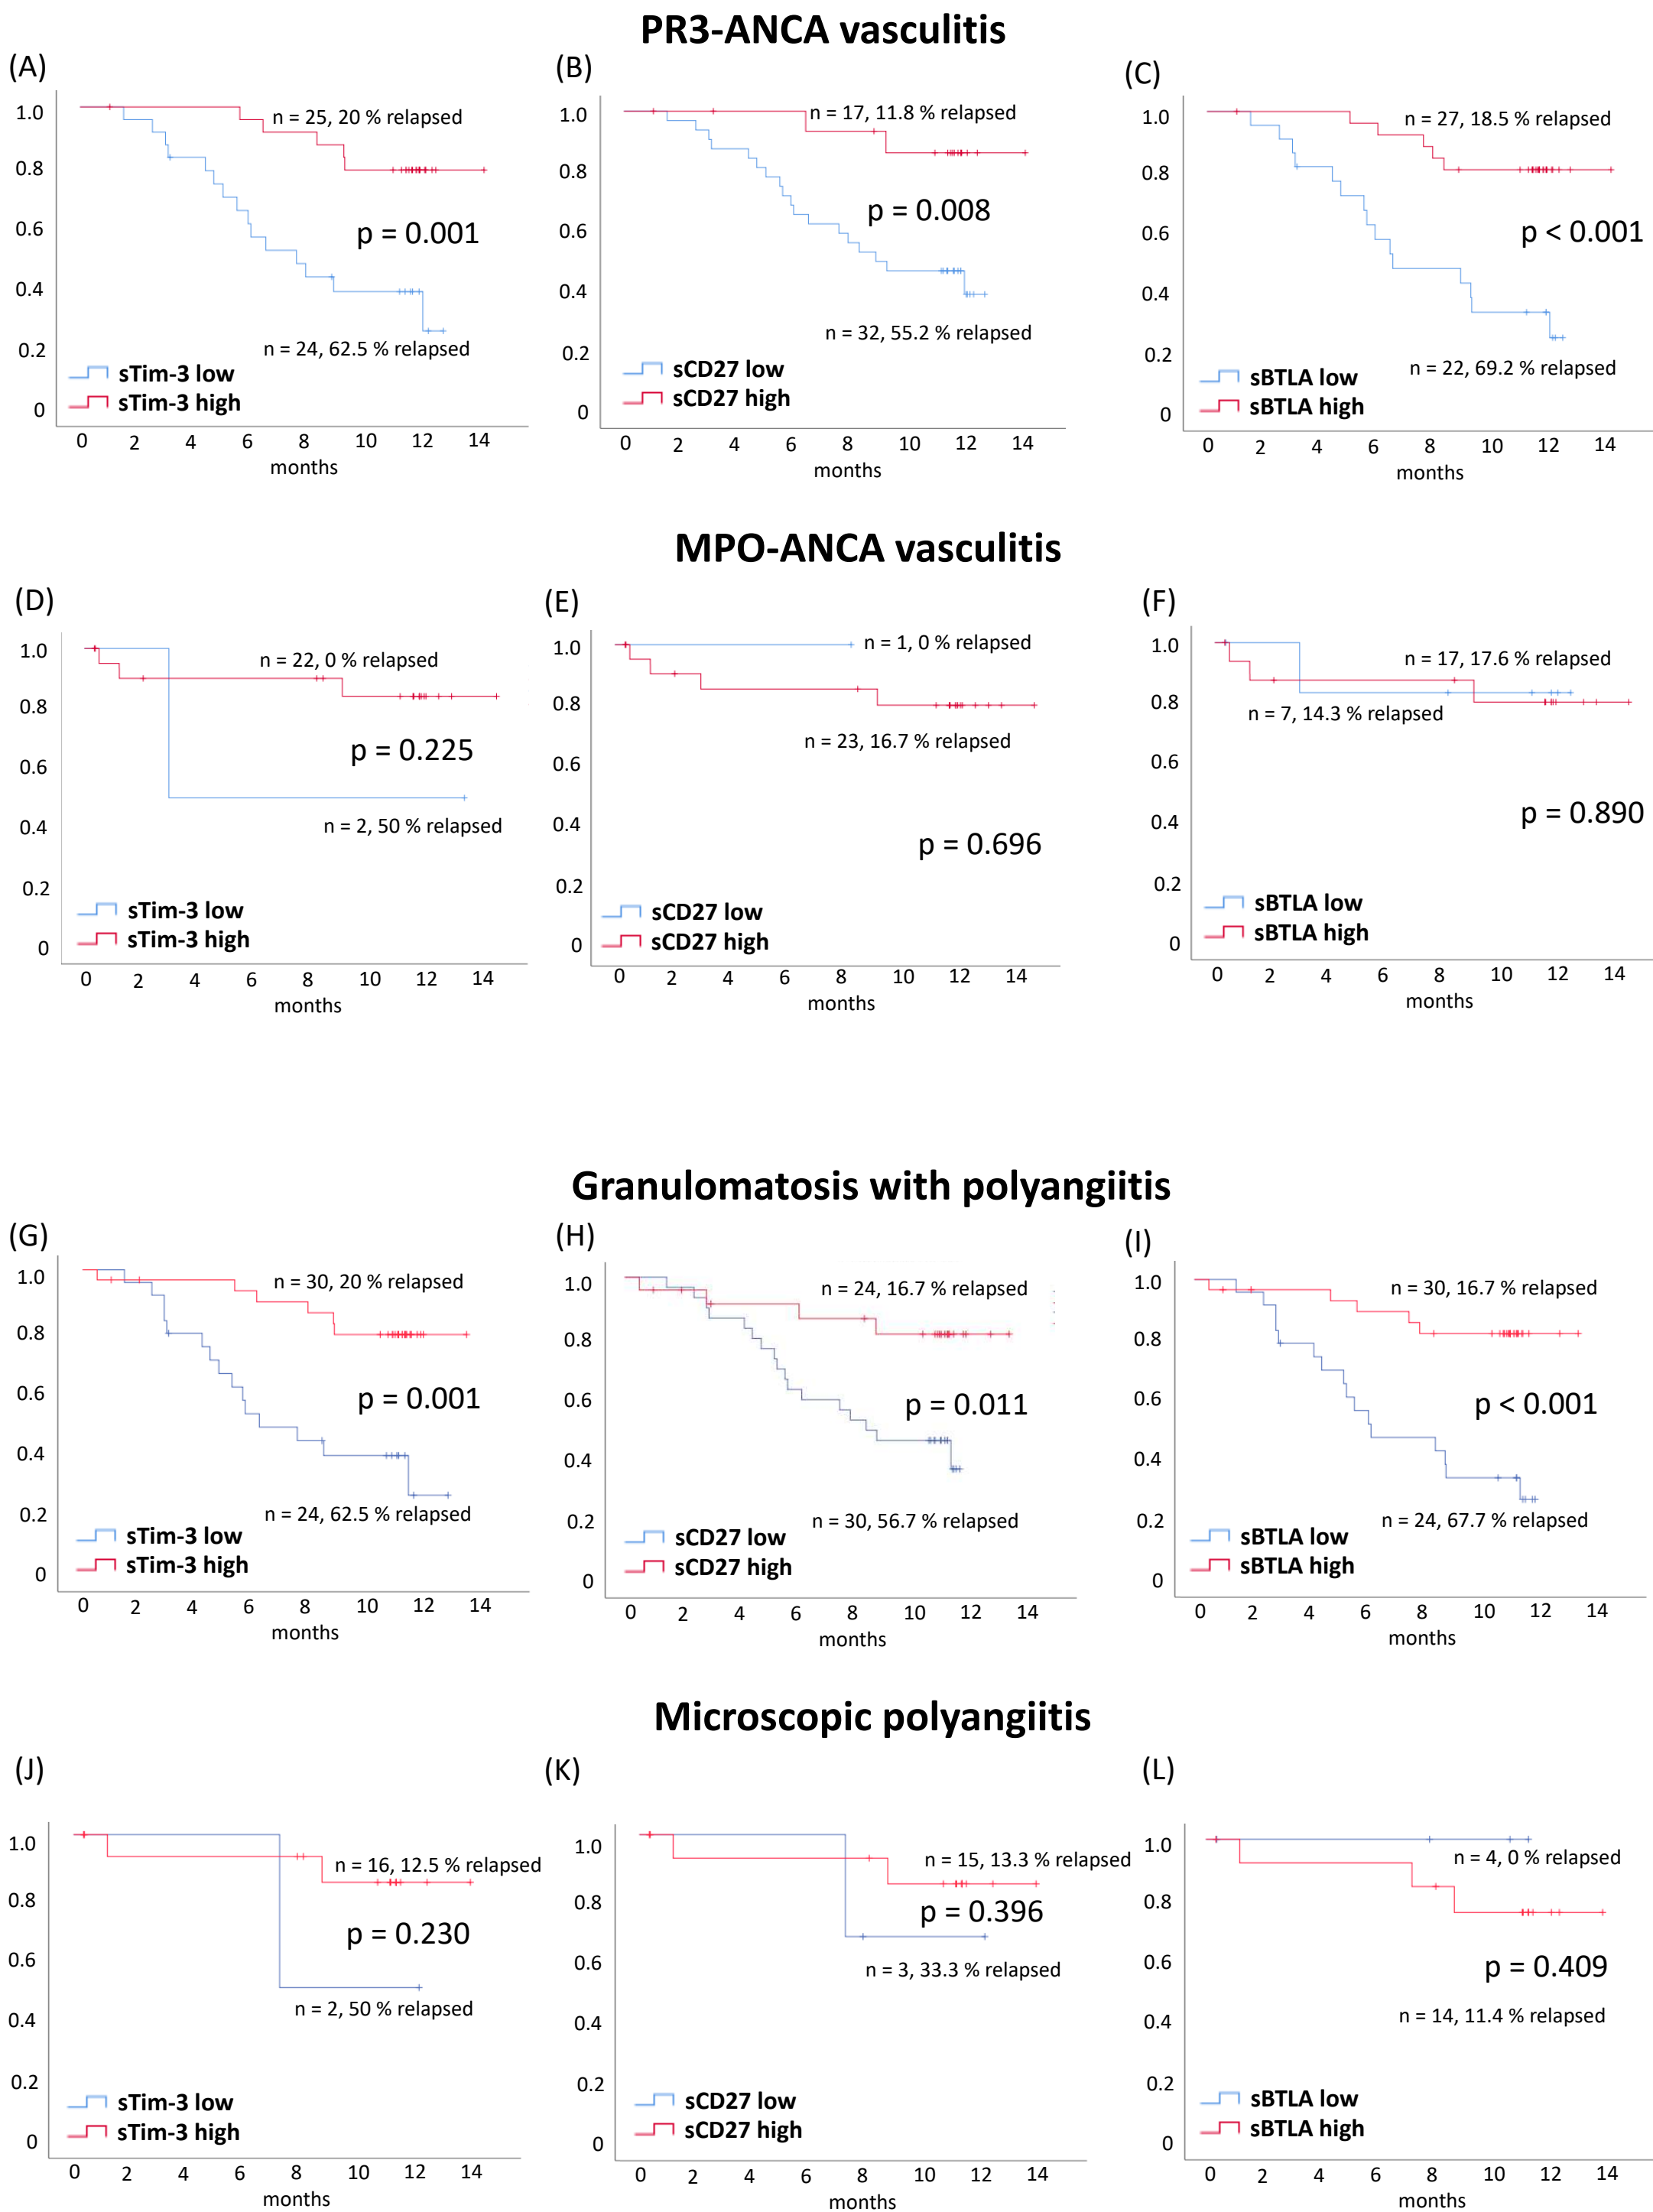 PR3-ANCA vasculitis
(A)
1.0
0.8
0.6
0.4
0.2
0
n = 25, 20 % relapsed
p = 0.001
n = 24, 62.5 % relapsed
sTim-3 low
sTim-3 high
0 2 4 6 8 10 12 14
months
(B)
1.0
0.8
0.6
0.4
0.2
0
n = 17, 11.8 % relapsed
p = 0.008
n = 32, 55.2 % relapsed
sCD27 low
sCD27 high
0 2 4 6 8 10 12 14
months
(C)
1.0
0.8
0.6
0.4
0.2
0
n = 27, 18.5 % relapsed
p < 0.001
n = 22, 69.2 % relapsed
sBTLA low
sBTLA high
0 2 4 6 8 10 12 14
months
MPO-ANCA vasculitis
(D)
1.0
0.8
0.6
0.4
0.2
0
n = 22, 0 % relapsed
p = 0.225
n = 2, 50 % relapsed
sTim-3 low
sTim-3 high
0 2 4 6 8 10 12 14
months
(E)
1.0
0.8
0.6
0.4
0.2
0
n = 1, 0 % relapsed
n = 23, 16.7 % relapsed
p = 0.696
sCD27 low
sCD27 high
0 2 4 6 8 10 12 14
months
(F)
1.0
0.8
0.6
0.4
0.2
0
n = 17, 17.6 % relapsed
n = 7, 14.3 % relapsed
p = 0.890
sBTLA low
sBTLA high
0 2 4 6 8 10 12 14
months
Granulomatosis with polyangiitis
(G)
1.0
0.8
0.6
0.4
0.2
0
n = 30, 20 % relapsed
p = 0.001
n = 24, 62.5 % relapsed
sTim-3 low
sTim-3 high
0 2 4 6 8 10 12 14
months
(H)
1.0
0.8
0.6
0.4
0.2
0
n = 24, 16.7 % relapsed
p = 0.011
n = 30, 56.7 % relapsed
sCD27 low
sCD27 high
0 2 4 6 8 10 12 14
months
(I)
1.0
0.8
0.6
0.4
0.2
0
n = 30, 16.7 % relapsed
p < 0.001
n = 24, 67.7 % relapsed
sBTLA low
sBTLA high
0 2 4 6 8 10 12 14
months
Microscopic polyangiitis
(J)
1.0
0.8
0.6
0.4
0.2
0
n = 16, 12.5 % relapsed
p = 0.230
n = 2, 50 % relapsed
sTim-3 low
sTim-3 high
0 2 4 6 8 10 12 14
months
(K)
1.0
0.8
0.6
0.4
0.2
0
n = 15, 13.3 % relapsed
p = 0.396
n = 3, 33.3 % relapsed
sCD27 low
sCD27 high
0 2 4 6 8 10 12 14
months
(L)
1.0
0.8
0.6
0.4
0.2
0
n = 4, 0 % relapsed
p = 0.409
n = 14, 11.4 % relapsed
sBTLA low
sBTLA high
0 2 4 6 8 10 12 14
months